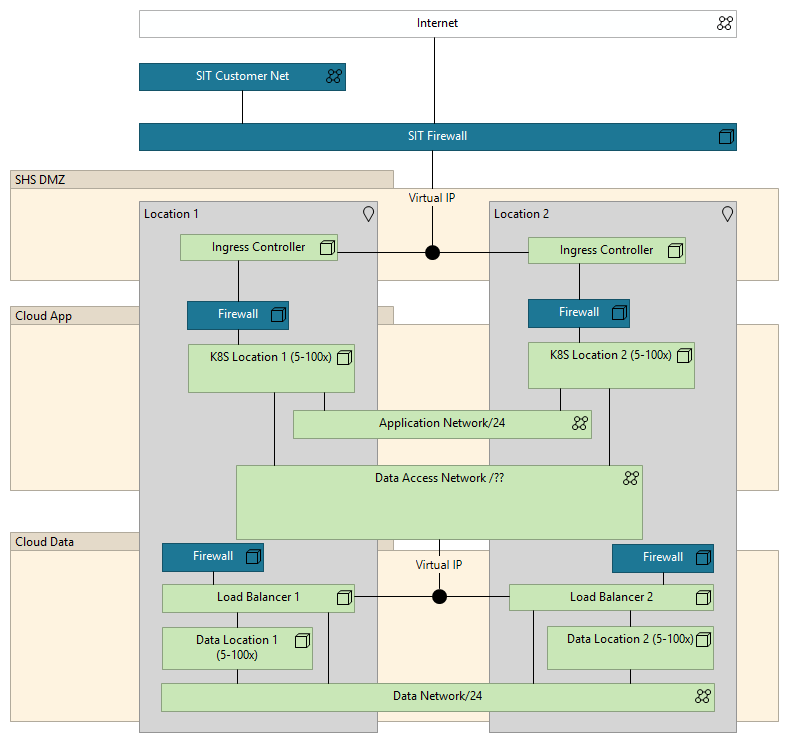 Internet
SIT Customer Net
SIT Firewall
SHS DMZ
Virtual IP
Location 1
Location 2
Ingress Controller
Ingress Controller
Cloud App
Firewall
Firewall
K8S Location 1 (5-100x)
K8S Location 2 (5-100x)
Application Network/24
Data Access Network /??
Cloud Data
Firewall
Firewall
Virtual IP
Load Balancer 1
Load Balancer 2
Data Location 1
(5-100x)
Data Location 2 (5-100x)
Data Network/24